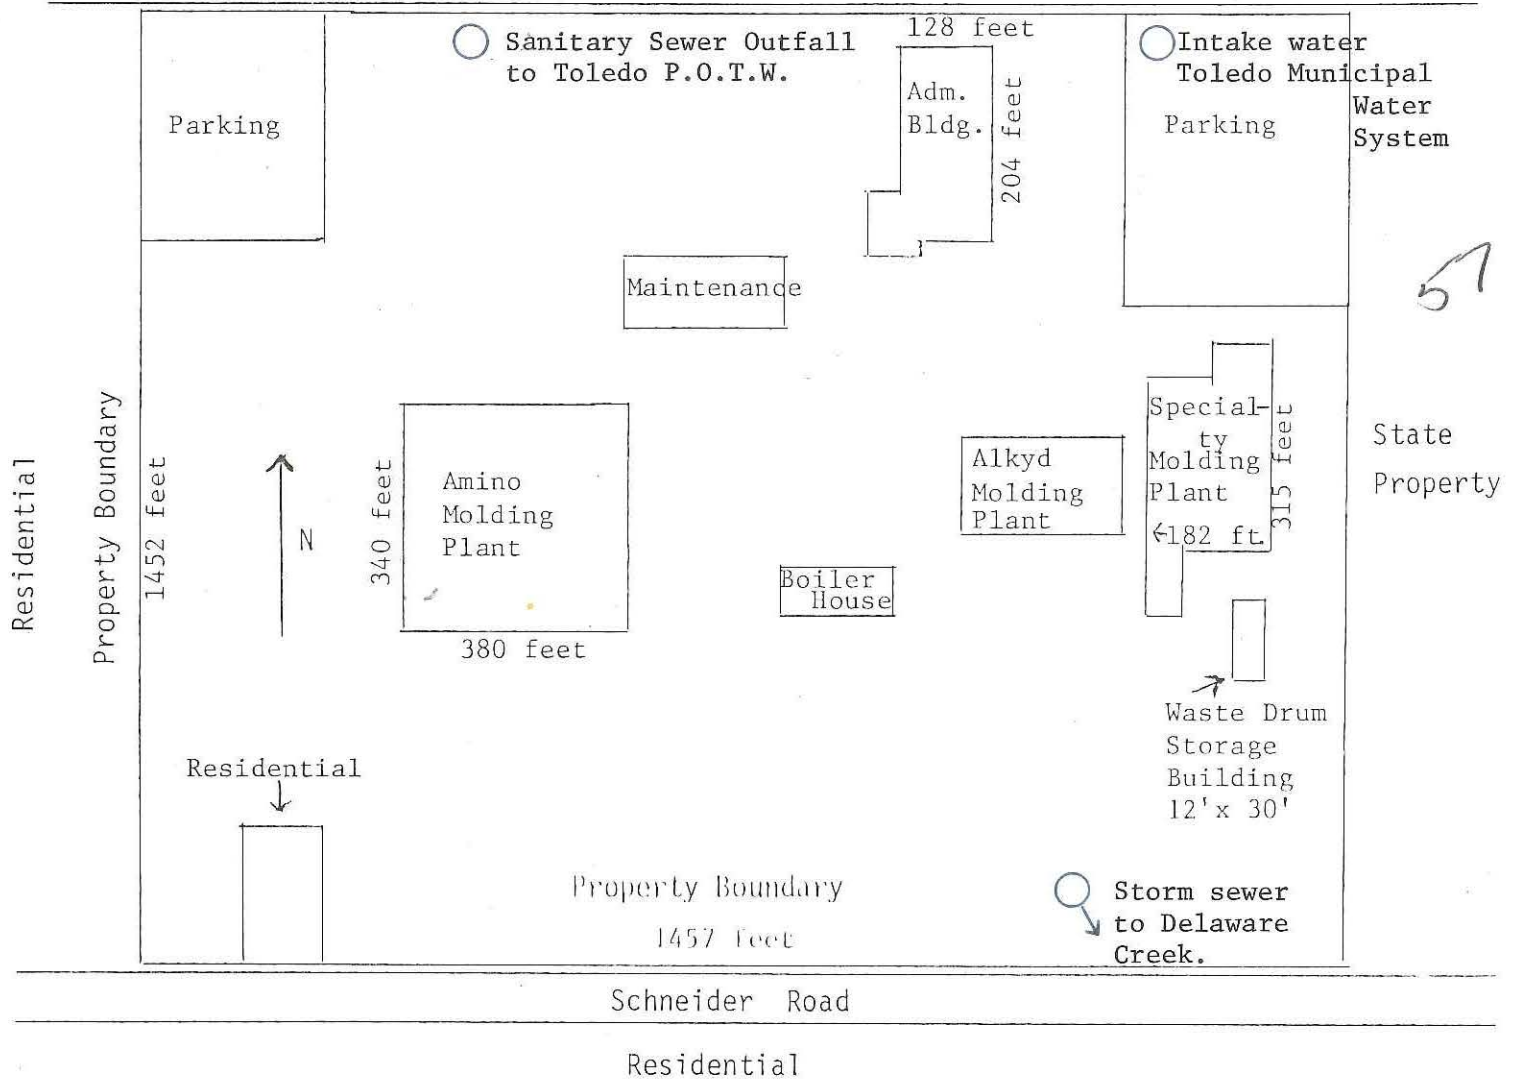 128 feet
Sanitary Sewer Outfall
to Toledo P.O.T.W.
Intake water
Toledo Municipal
Water
System
Parking
Adm.
Bldg.
204 feet
Parking
Maintenance
57
Residential
Property Boundary
1452 feet
N
340 feet
Amino
Molding
Plant
380 feet
Alkyd
Molding
Plant
Special-
ty
Molding
Plant
←182 ft.
315 feet
State
Property
Boiler
House
Waste Drum
Storage
Building
12'x 30'
Residential
Property Boundary
1457 feet
Storm sewer
to Delaware
Creek.
Schneider Road
Residential